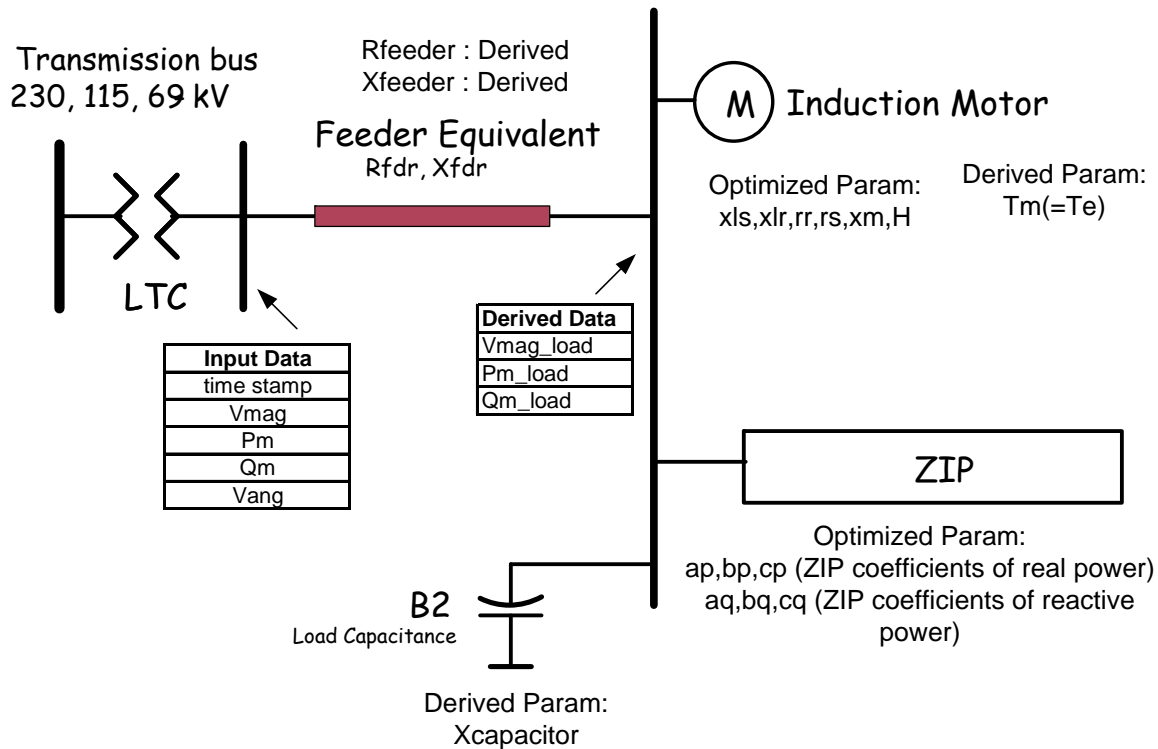 Transmission bus
230, 115, 69 kV
LTC
Input Data
time stamp
Vmag
Pm
Qm
Vang
Rfeeder : Derived
Xfeeder : Derived
Feeder Equivalent
Rfdr, Xfdr
Derived Data
Vmag_load
Pm_load
Qm_load
M
Induction Motor
Optimized Param:
xls,xlr,rr,rs,xm,H
Derived Param:
Tm(=Te)
ZIP
Optimized Param:
ap,bp,cp (ZIP coefficients of real power)
aq,bq,cq (ZIP coefficients of reactive
power)
B2
Load Capacitance
Derived Param:
Xcapacitor